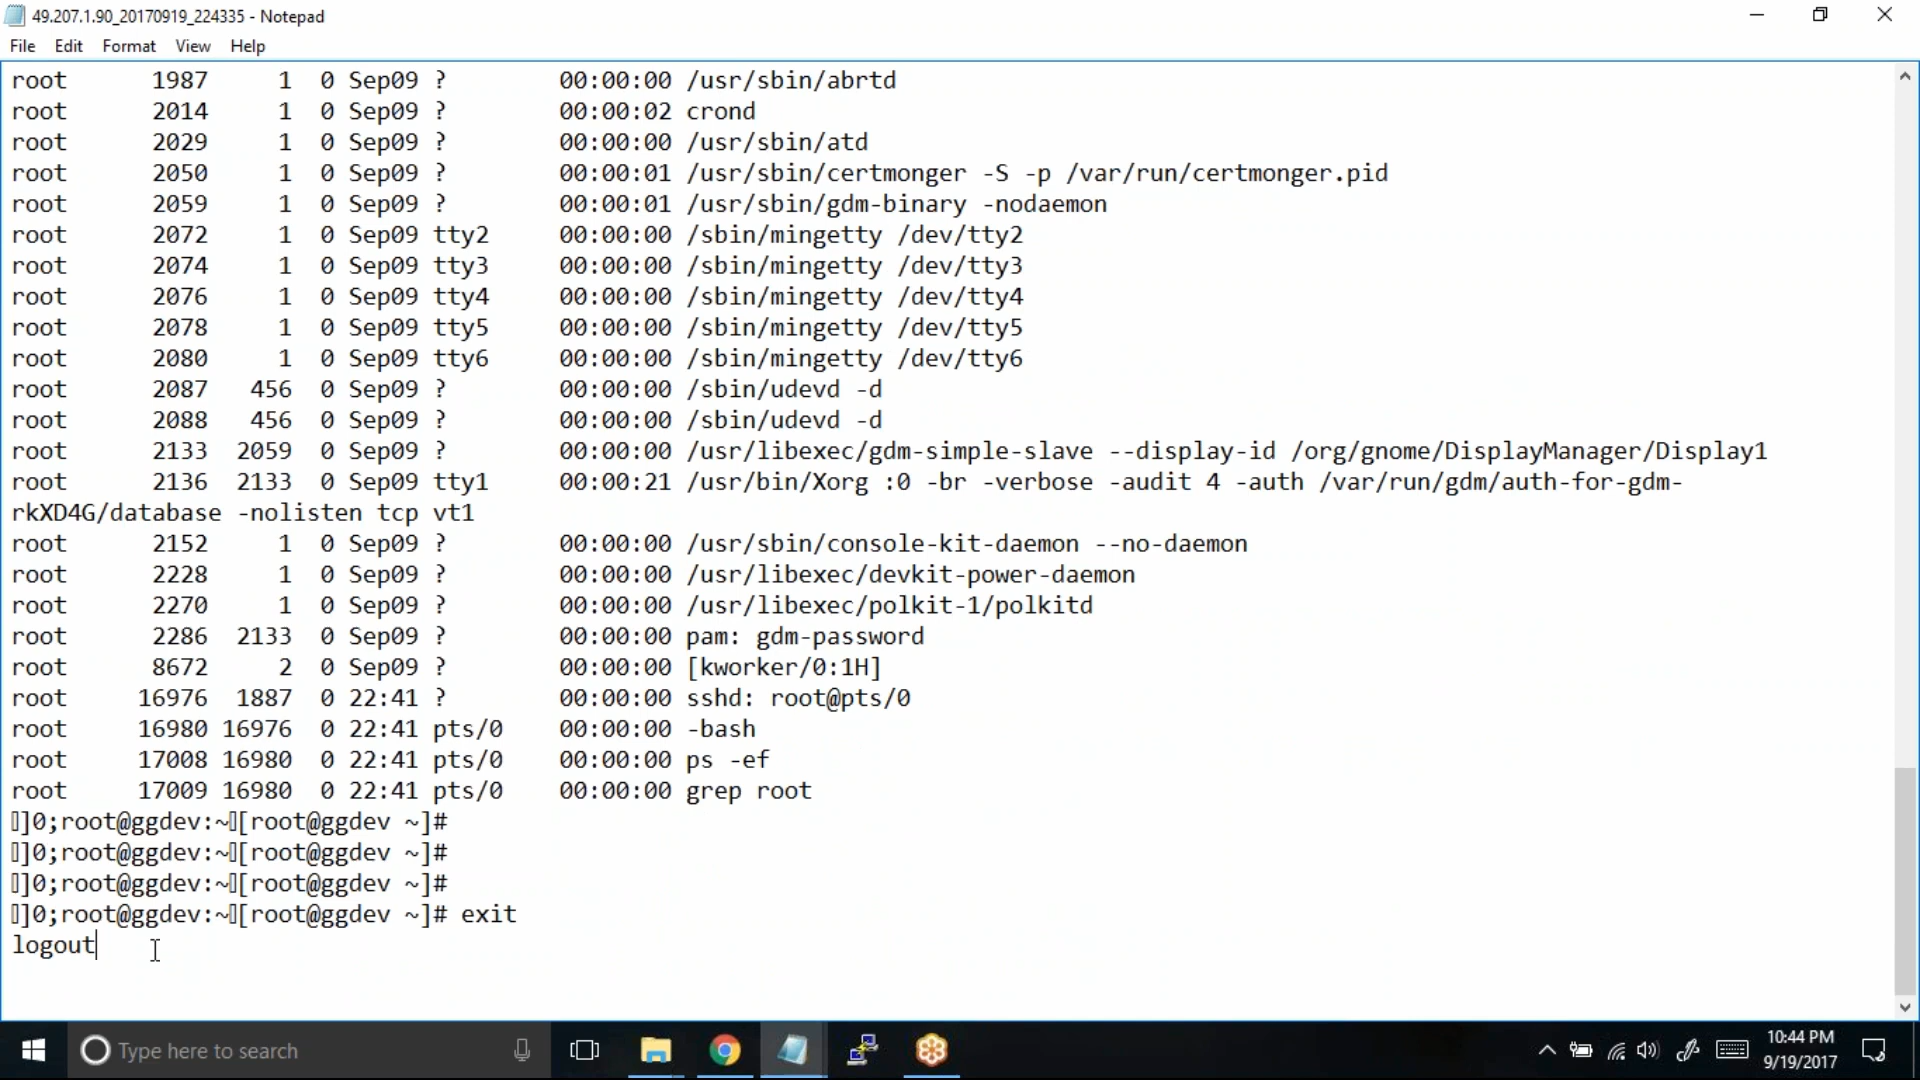 49.207.1.90_20170919_224335 - Notepad
File Edit Format View Help
root 1987 1 0 Sep09 ? 00:00:00 /usr/sbin/abrtd
root 2014 1 0 Sep09 ? 00:00:02 crond
root 2029 1 0 Sep09 ? 00:00:00 /usr/sbin/atd
root 2050 1 0 Sep09 ? 00:00:01 /usr/sbin/certmonger -S -p /var/run/certmonger.pid
root 2059 1 0 Sep09 ? 00:00:01 /usr/sbin/gdm-binary -nodaemon
root 2072 1 0 Sep09 tty2 00:00:00 /sbin/mingetty /dev/tty2
root 2074 1 0 Sep09 tty3 00:00:00 /sbin/mingetty /dev/tty3
root 2076 1 0 Sep09 tty4 00:00:00 /sbin/mingetty /dev/tty4
root 2078 1 0 Sep09 tty5 00:00:00 /sbin/mingetty /dev/tty5
root 2080 1 0 Sep09 tty6 00:00:00 /sbin/mingetty /dev/tty6
root 2087 456 0 Sep09 ? 00:00:00 /sbin/udevd -d
root 2088 456 0 Sep09 ? 00:00:00 /sbin/udevd -d
root 2133 2059 0 Sep09 ? 00:00:00 /usr/libexec/gdm-simple-slave --display-id /org/gnome/DisplayManager/Display1
root 2136 2133 0 Sep09 tty1 00:00:21 /usr/bin/Xorg :0 -br -verbose -audit 4 -auth /var/run/gdm/auth-for-gdm-
rkXD4G/database -nolisten tcp vt1
root 2152 1 0 Sep09 ? 00:00:00 /usr/sbin/console-kit-daemon --no-daemon
root 2228 1 0 Sep09 ? 00:00:00 /usr/libexec/devkit-power-daemon
root 2270 1 0 Sep09 ? 00:00:00 /usr/libexec/polkit-1/polkitd
root 2286 2133 0 Sep09 ? 00:00:00 pam: gdm-password
root 8672 2 0 Sep09 ? 00:00:00 [kworker/0:1H]
root 16976 1887 0 22:41 ? 00:00:00 sshd: root@pts/0
root 16980 16976 0 22:41 pts/0 00:00:00 -bash
root 17008 16980 0 22:41 pts/0 00:00:00 ps -ef
root 17009 16980 0 22:41 pts/0 00:00:00 grep root
▯]0;root@ggdev:~▯[root@ggdev ~]#
▯]0;root@ggdev:~▯[root@ggdev ~]#
▯]0;root@ggdev:~▯[root@ggdev ~]#
▯]0;root@ggdev:~▯[root@ggdev ~]# exit
logout
Type here to search
10:44 PM
9/19/2017